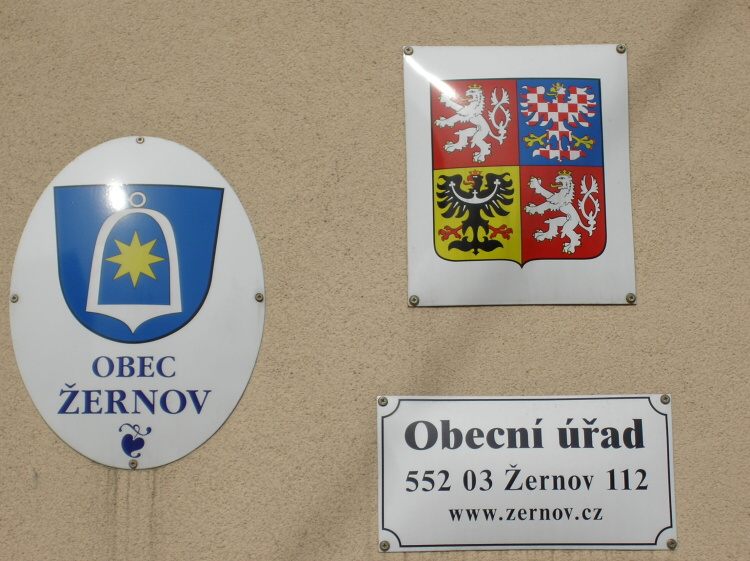 OBEC
ŽERNOV
Obecní úřad
552 03 Žernov 112
www.zernov.cz